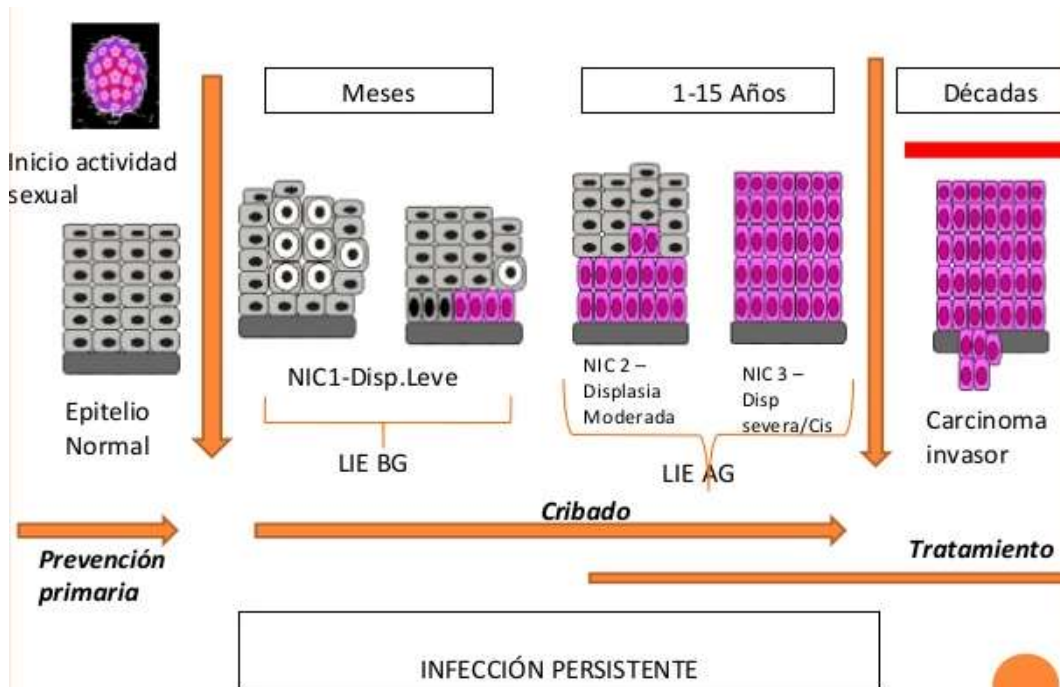 Meses
1-15 Años
Décadas
Inicio actividad
sexual
Epitelio
Normal
NIC1-Disp.Leve
LIE BG
NIC 2 –
Displasia
Moderada
NIC 3 –
Disp
severa/Cis
LIE AG
Carcinoma
invasor
Cribado
Prevención
primaria
Tratamiento
INFECCIÓN PERSISTENTE